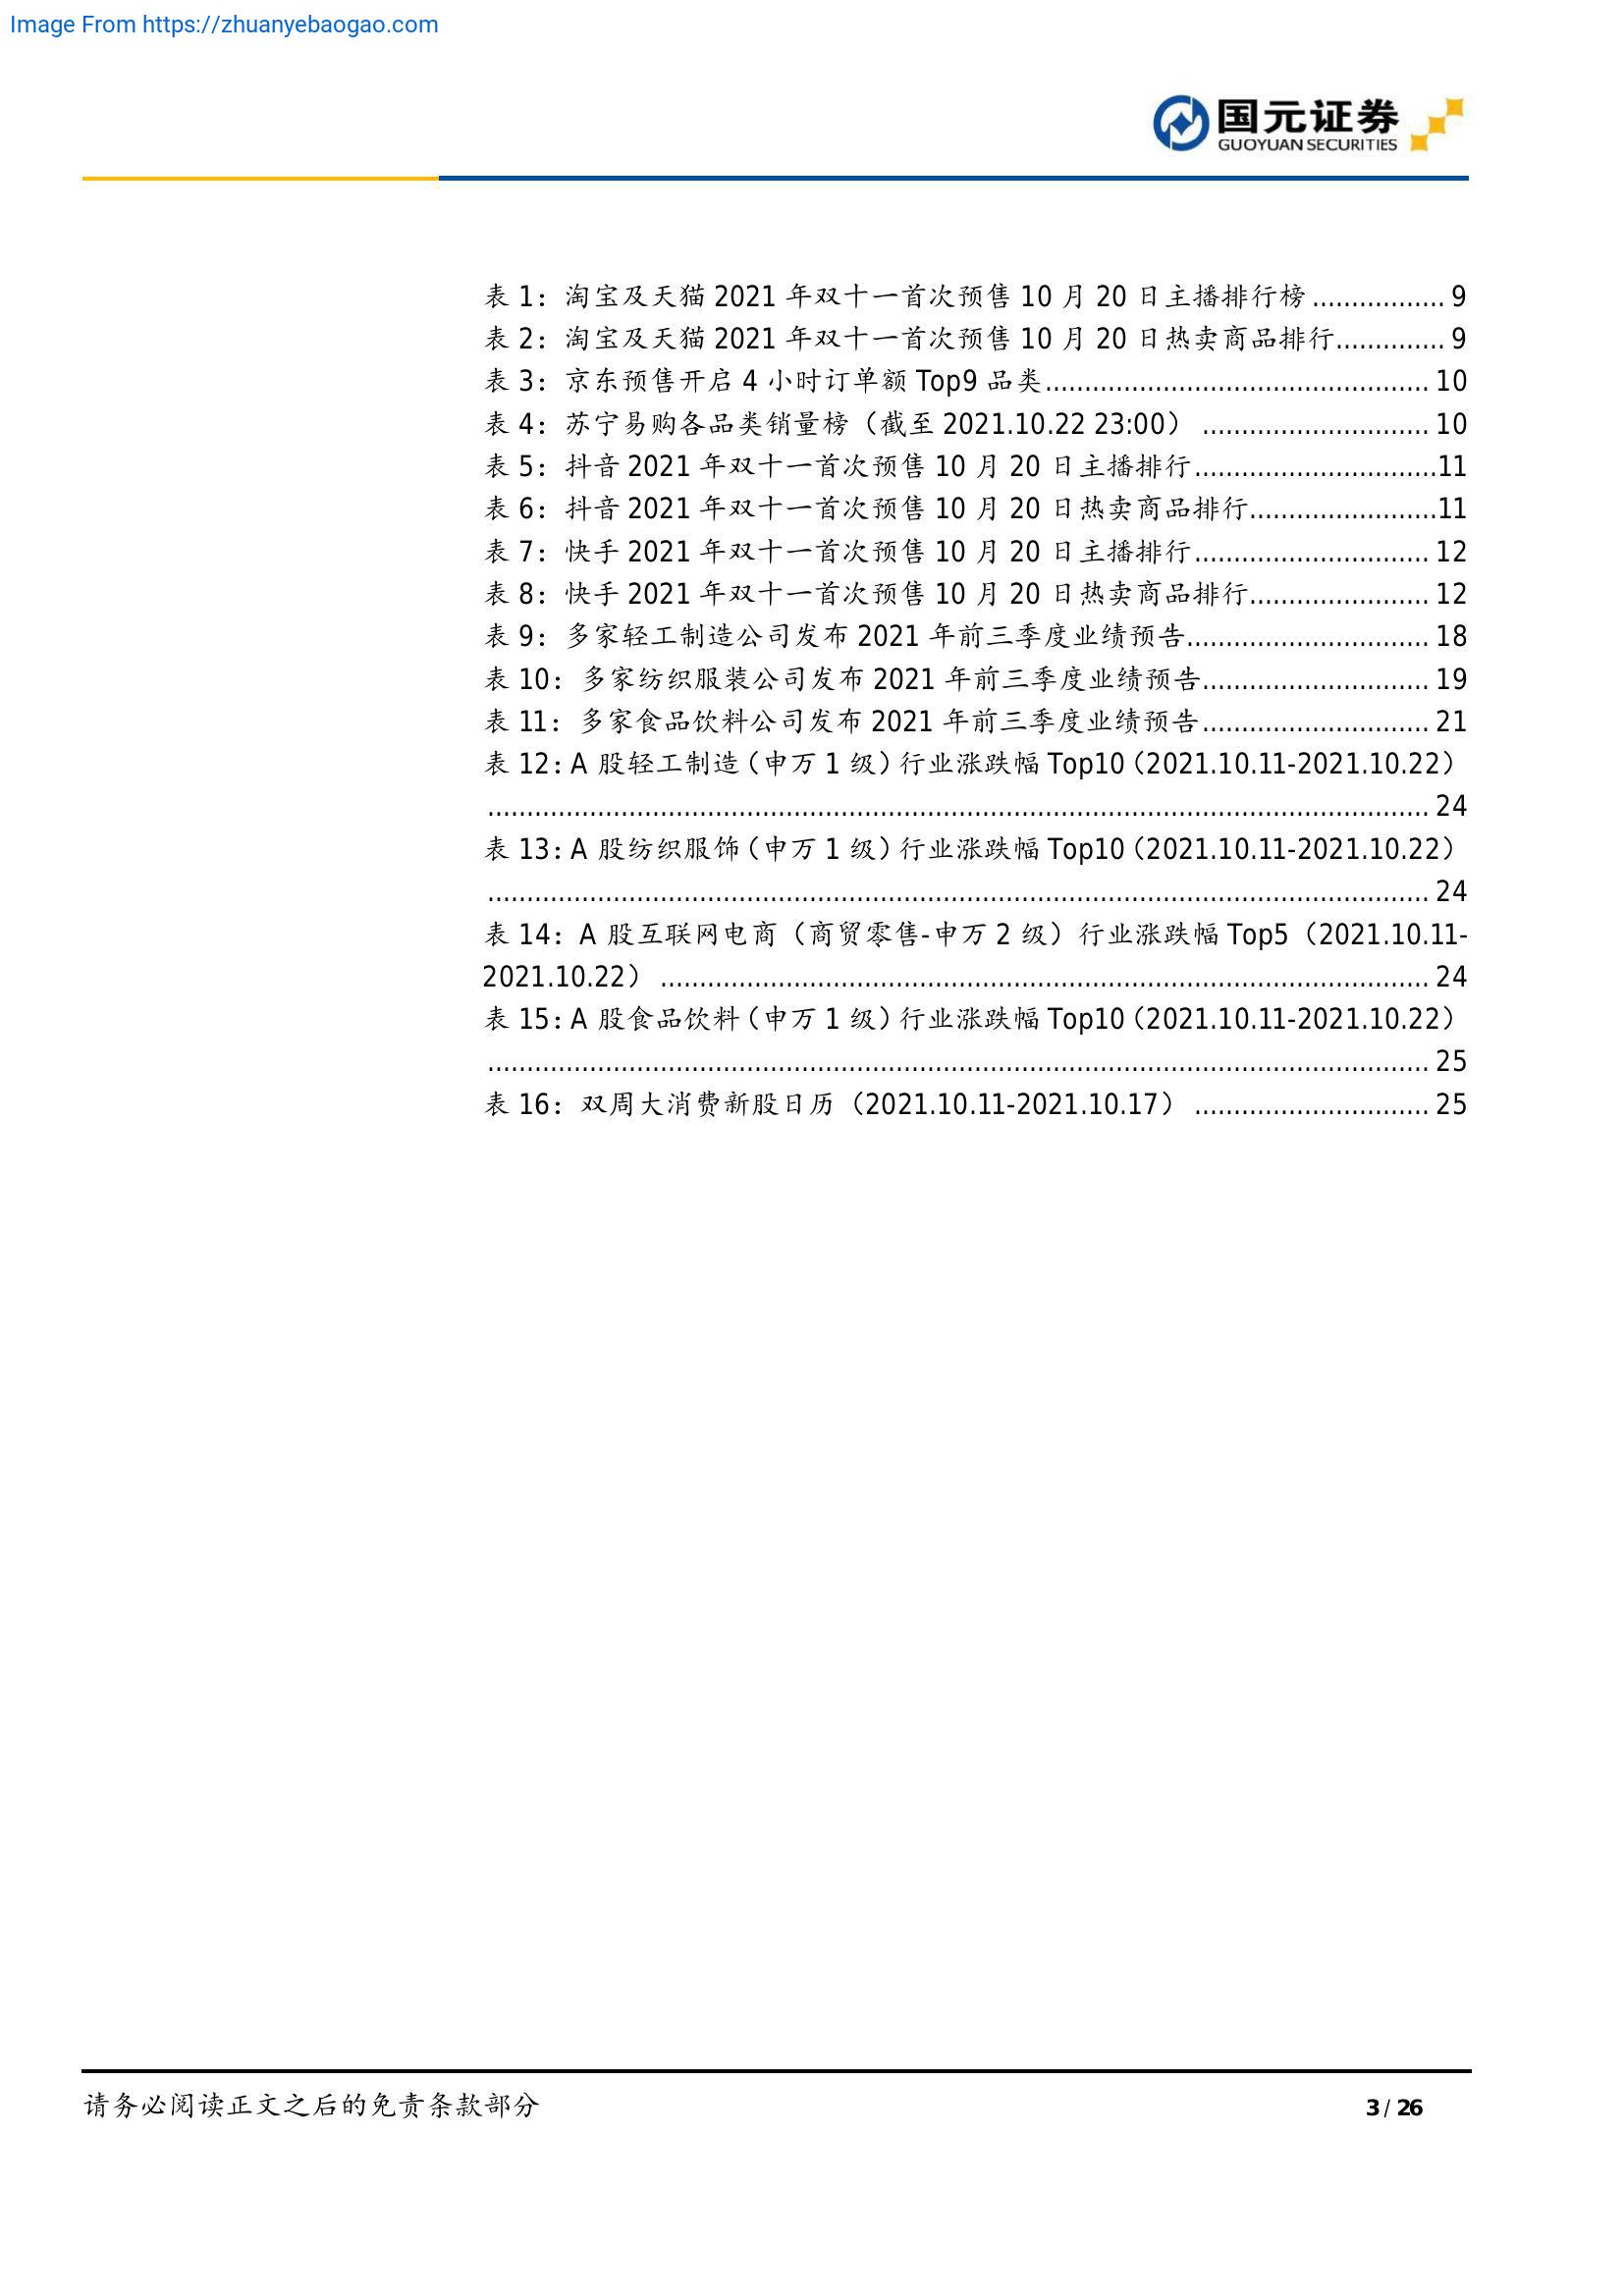 Image From https://zhuanyebaogao.com
国元证券
GUOYUAN SECURITIES
表 1：淘宝及天猫 2021 年双十一首次预售 10 月 20 日主播排行榜 ................. 9
表 2：淘宝及天猫 2021 年双十一首次预售 10 月 20 日热卖商品排行.............. 9
表 3：京东预售开启 4 小时订单额 Top9 品类................................................. 10
表 4：苏宁易购各品类销量榜（截至 2021.10.22 23:00） ............................. 10
表 5：抖音 2021 年双十一首次预售 10 月 20 日主播排行...............................11
表 6：抖音 2021 年双十一首次预售 10 月 20 日热卖商品排行........................11
表 7：快手 2021 年双十一首次预售 10 月 20 日主播排行.............................. 12
表 8：快手 2021 年双十一首次预售 10 月 20 日热卖商品排行....................... 12
表 9：多家轻工制造公司发布 2021 年前三季度业绩预告............................... 18
表 10：多家纺织服装公司发布 2021 年前三季度业绩预告............................. 19
表 11：多家食品饮料公司发布 2021 年前三季度业绩预告............................. 21
表 12：A 股轻工制造（申万 1 级）行业涨跌幅 Top10（2021.10.11-2021.10.22）
........................................................................................................................ 24
表 13：A 股纺织服饰（申万 1 级）行业涨跌幅 Top10（2021.10.11-2021.10.22）
........................................................................................................................ 24
表 14：A 股互联网电商（商贸零售-申万 2 级）行业涨跌幅 Top5（2021.10.11-
2021.10.22） .................................................................................................. 24
表 15：A 股食品饮料（申万 1 级）行业涨跌幅 Top10（2021.10.11-2021.10.22）
........................................................................................................................ 25
表 16：双周大消费新股日历（2021.10.11-2021.10.17） .............................. 25
请务必阅读正文之后的免责条款部分
3 / 26